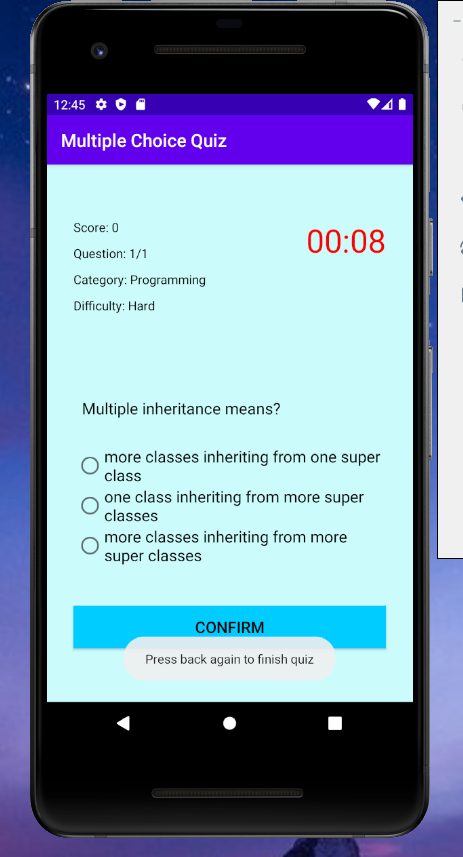 12:45
Multiple Choice Quiz
Score: 0
00:08
Question: 1/1
Category: Programming
Difficulty: Hard
Multiple inheritance means?
more classes inheriting from one super
class
one class inheriting from more super
classes
more classes inheriting from more
super classes
CONFIRM
Press back again to finish quiz